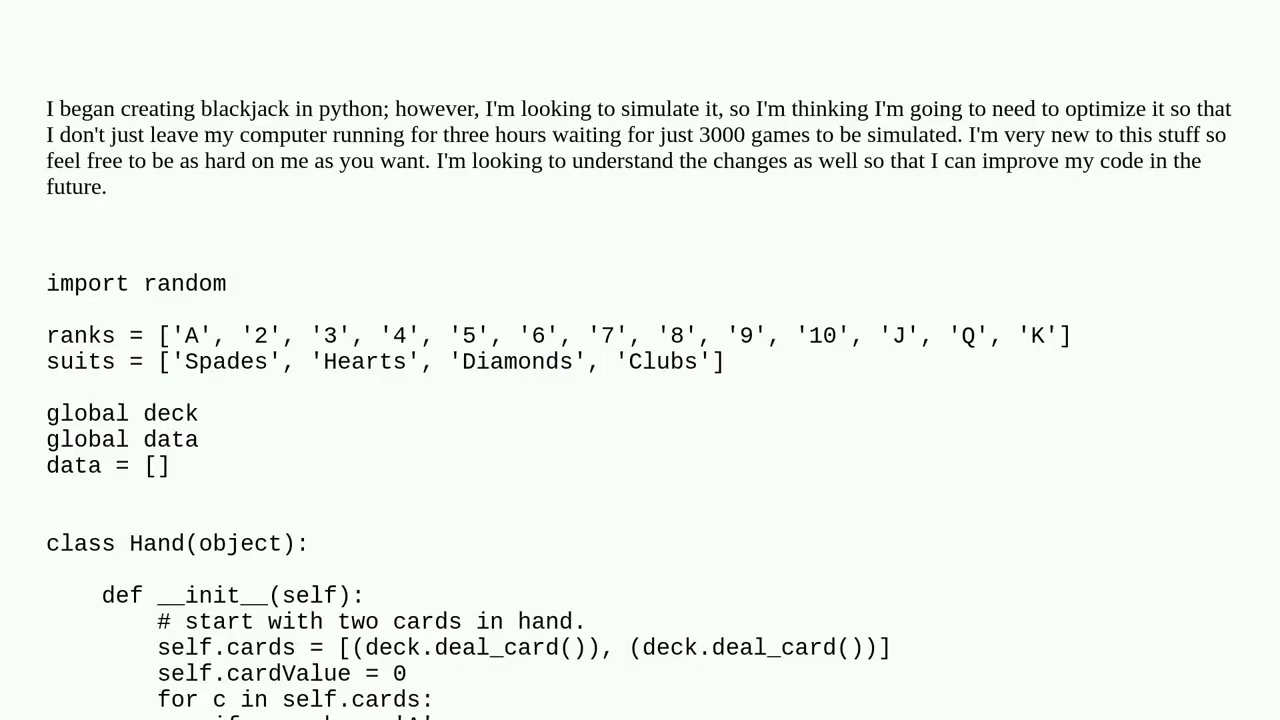 I began creating blackjack in python; however, I'm looking to simulate it, so I'm thinking I'm going to need to optimize it so that
I don't just leave my computer running for three hours waiting for just 3000 games to be simulated. I'm very new to this stuff so
feel free to be as hard on me as you want. I'm looking to understand the changes as well so that I can improve my code in the
future.
import random
ranks = ['A', '2', '3', '4', '5', '6', '7', '8', '9', '10', 'J', 'Q', 'K']
suits = ['Spades', 'Hearts', 'Diamonds', 'Clubs']
global deck
global data
data = []
class Hand(object):
    def __init__(self):
        # start with two cards in hand.
        self.cards = [(deck.deal_card()), (deck.deal_card())]
        self.cardValue = 0
        for c in self.cards: